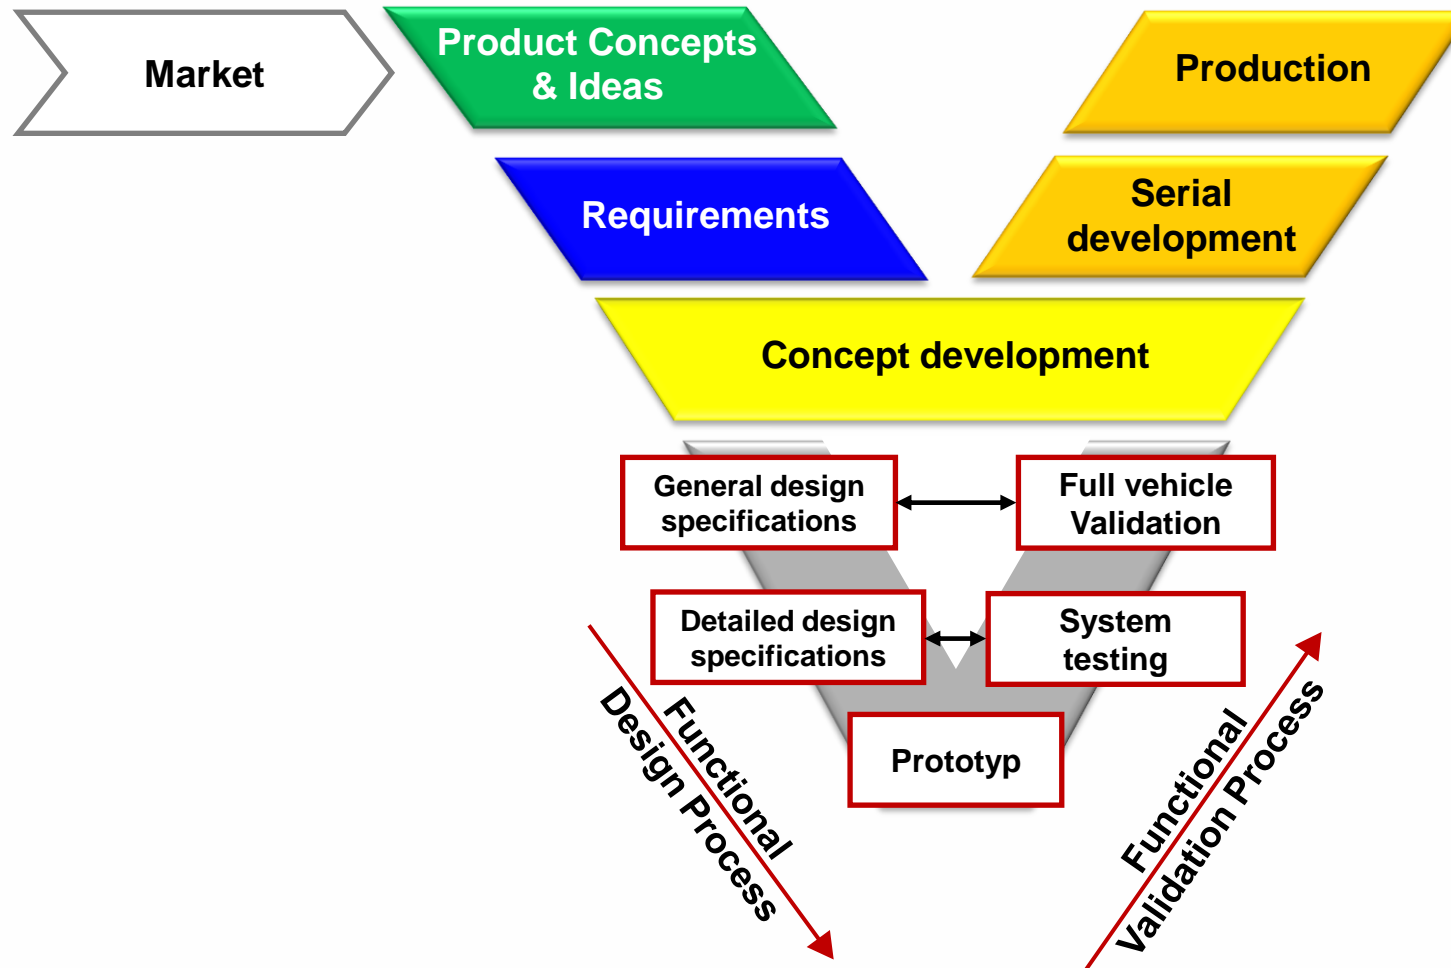 Market
Product Concepts
& Ideas
Production
Requirements
Serial
development
Concept development
General design
specifications
Full vehicle
Validation
Detailed design
specifications
System
testing
Prototyp
Functional
Design Process
Functional
Validation Process